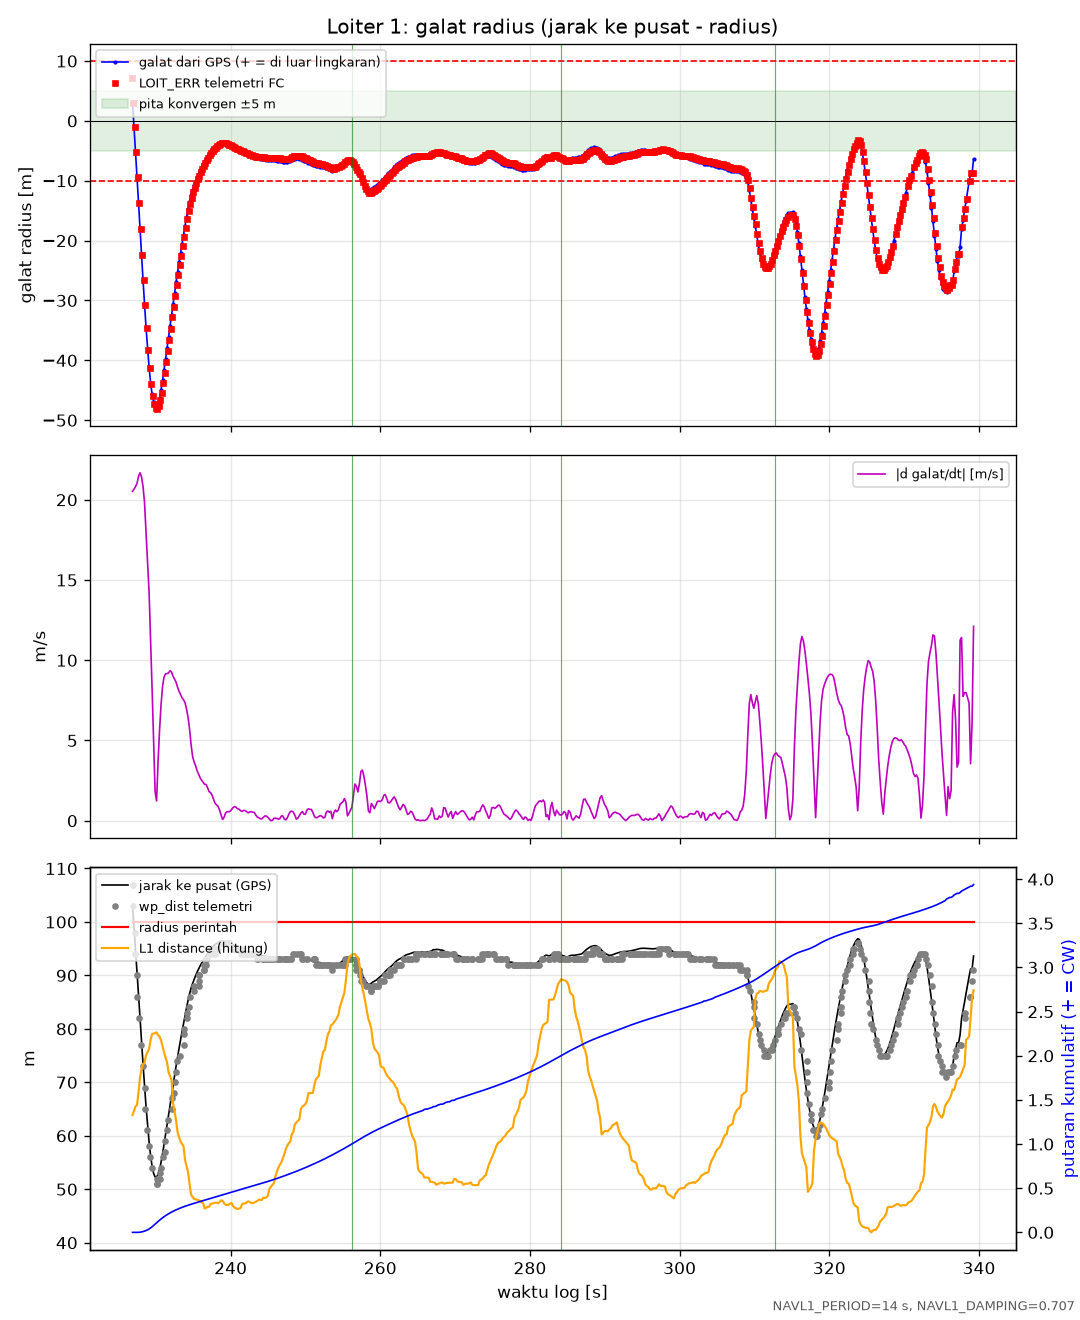 Loiter 1: galat radius (jarak ke pusat - radius)
galat dari GPS (+ = di luar lingkaran)
LOIT_ERR telemetri FC
pita konvergen ±5 m
galat radius [m]
10
0
−10
−20
−30
−40
−50
|d galat/dt| [m/s]
m/s
20
15
10
5
0
jarak ke pusat (GPS)
wp_dist telemetri
radius perintah
L1 distance (hitung)
m
110
100
90
80
70
60
50
40
4.0
3.5
3.0
2.5
2.0
1.5
1.0
0.5
0.0
putaran kumulatif (+ = CW)
240
260
280
300
320
340
waktu log [s]
NAVL1_PERIOD=14 s, NAVL1_DAMPING=0.707